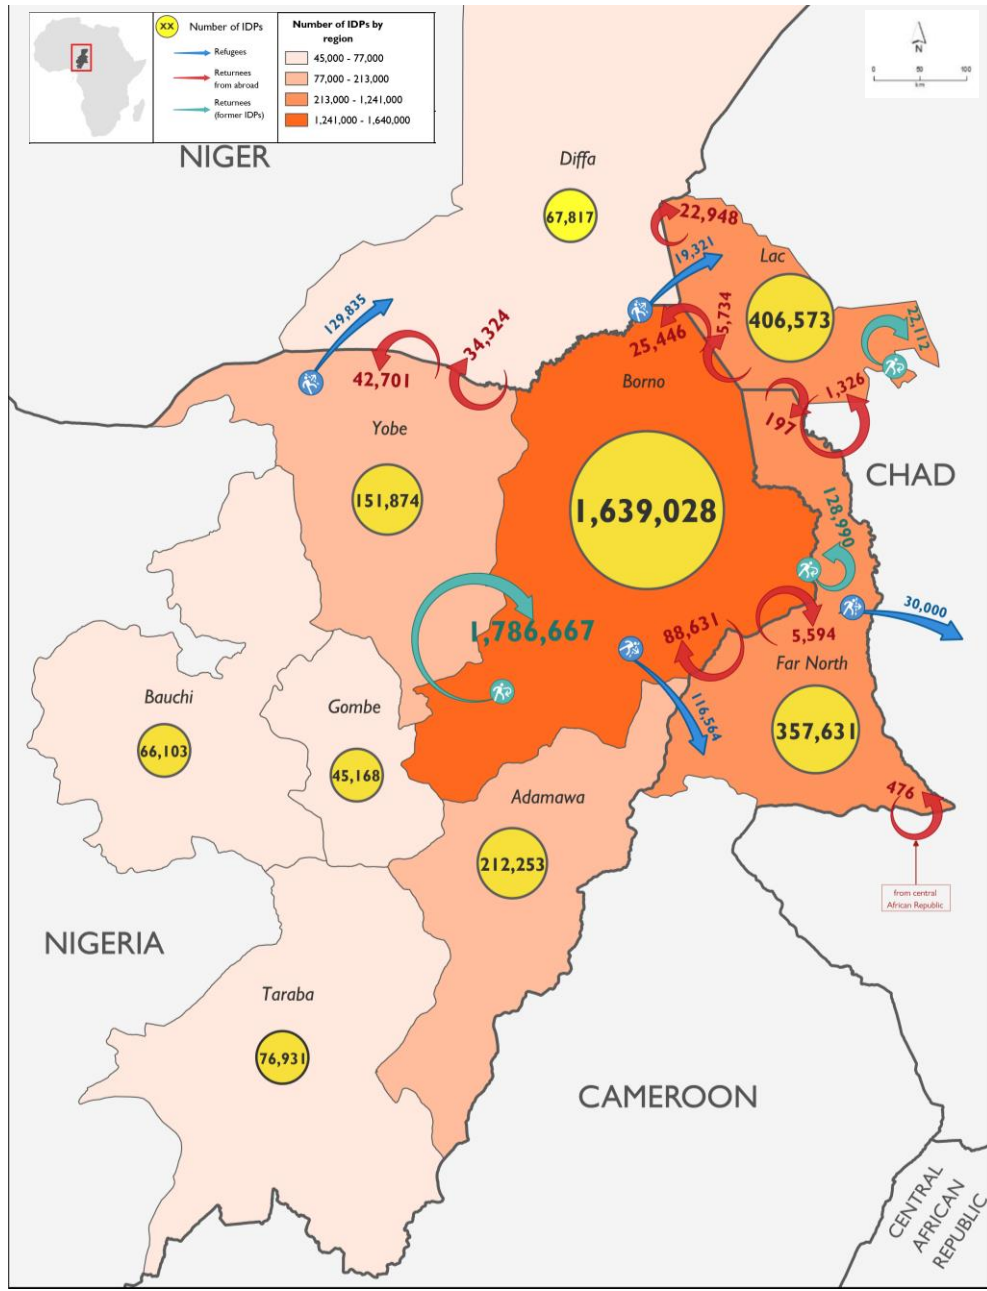 XX
Number of IDPs
Refugees
Returnees
from abroad
Returnees
(former IDPs)
Number of IDPs by
region
45,000 - 77,000
77,000 - 213,000
213,000 - 1,241,000
1,241,000 - 1,640,000
N
0 50 100
km
NIGER
Diffa
67,817
22,948
19,321
Lac
406,573
129,835
34,324
42,701
25,446
5,734
22,112
Borno
197
1,326
Yobe
CHAD
151,874
1,639,028
128,990
30,000
1,786,667
88,631
5,594
Far North
116,564
357,631
Bauchi
66,103
Gombe
45,168
Adamawa
212,253
476
from central
African Republic
NIGERIA
Taraba
76,931
CAMEROON
CENTRAL
AFRICAN
REPUBLIC